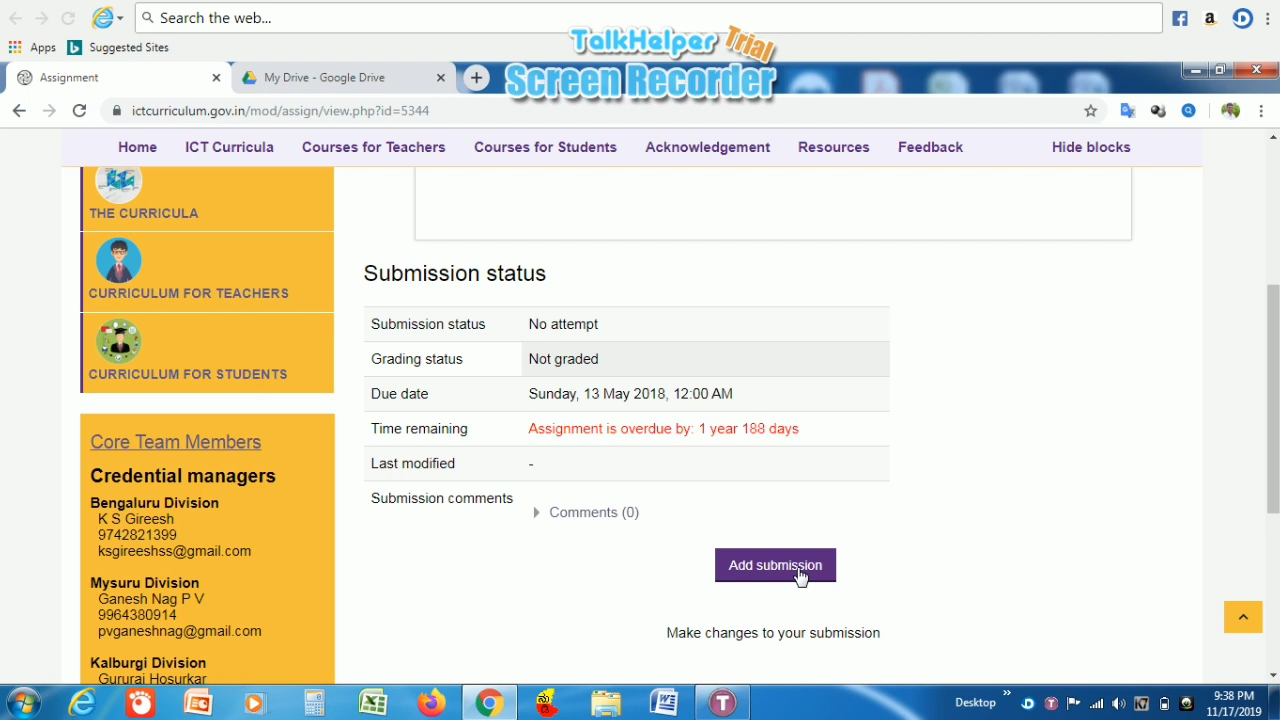 Search the web...
Apps
Suggested Sites
TalkHelper Trial
Screen Recorder
Assignment
My Drive - Google Drive
ictcurriculum.gov.in/mod/assign/view.php?id=5344
Home
ICT Curricula
Courses for Teachers
Courses for Students
Acknowledgement
Resources
Feedback
Hide blocks
THE CURRICULA
CURRICULUM FOR TEACHERS
CURRICULUM FOR STUDENTS
Core Team Members
Credential managers
Bengaluru Division
K S Gireesh
9742821399
ksgireeshss@gmail.com
Mysuru Division
Ganesh Nag P V
9964380914
pvganeshnag@gmail.com
Kalburgi Division
Gururaj Hosurkar
Submission status
Submission status No attempt
Grading status Not graded
Due date Sunday, 13 May 2018, 12:00 AM
Time remaining Assignment is overdue by: 1 year 188 days
Last modified -
Submission comments
Comments (0)
Add submission
Make changes to your submission
Desktop
9:38 PM
11/17/2019